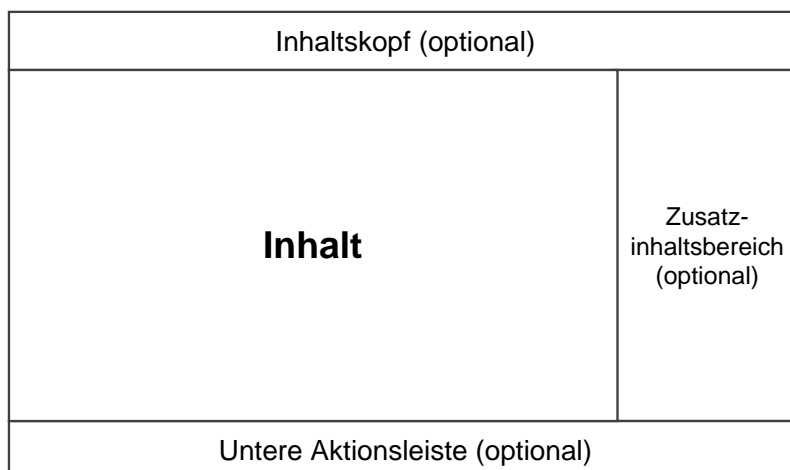 Inhaltskopf (optional)
Inhalt
Zusatz-
inhaltsbereich
(optional)
Untere Aktionsleiste (optional)